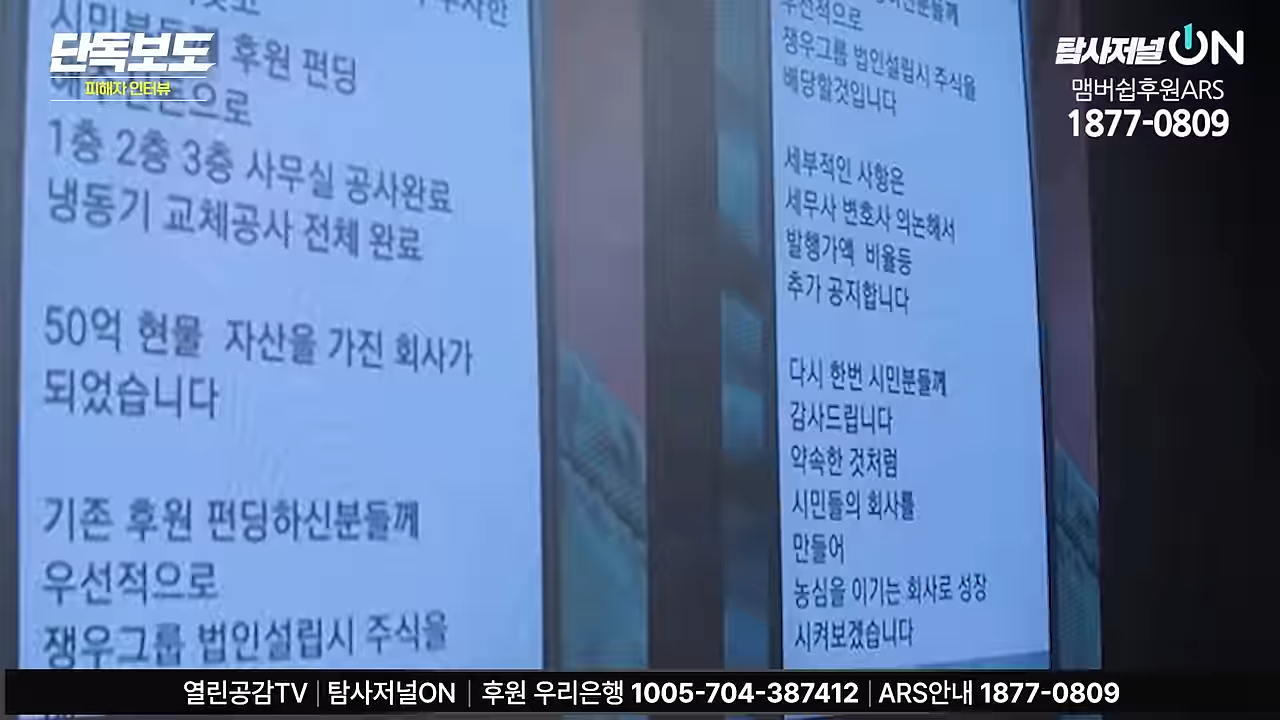 단독보도
피해자 인터뷰
탐사저널ON
맴버쉽후원ARS
1877-0809
후원 펀딩
1층 2층 3층 사무실 공사완료
냉동기 교체공사 전체 완료
50억 현물 자산을 가진 회사가
되었습니다
기존 후원 펀딩하신분들께
우선적으로
쟁우그룹 법인설립시 주식을
우선적으로
쟁우그룹 법인설립시 주식을
배당할것입니다
세부적인 사항은
세무사 변호사 의논해서
발행가액 비율등
추가 공지합니다
다시 한번 시민분들께
감사드립니다
약속한 것처럼
시민들의 회사를
만들어
농심을 이기는 회사로 성장
시켜보겠습니다
열린공감TV | 탐사저널ON | 후원 우리은행 1005-704-387412 | ARS안내 1877-0809